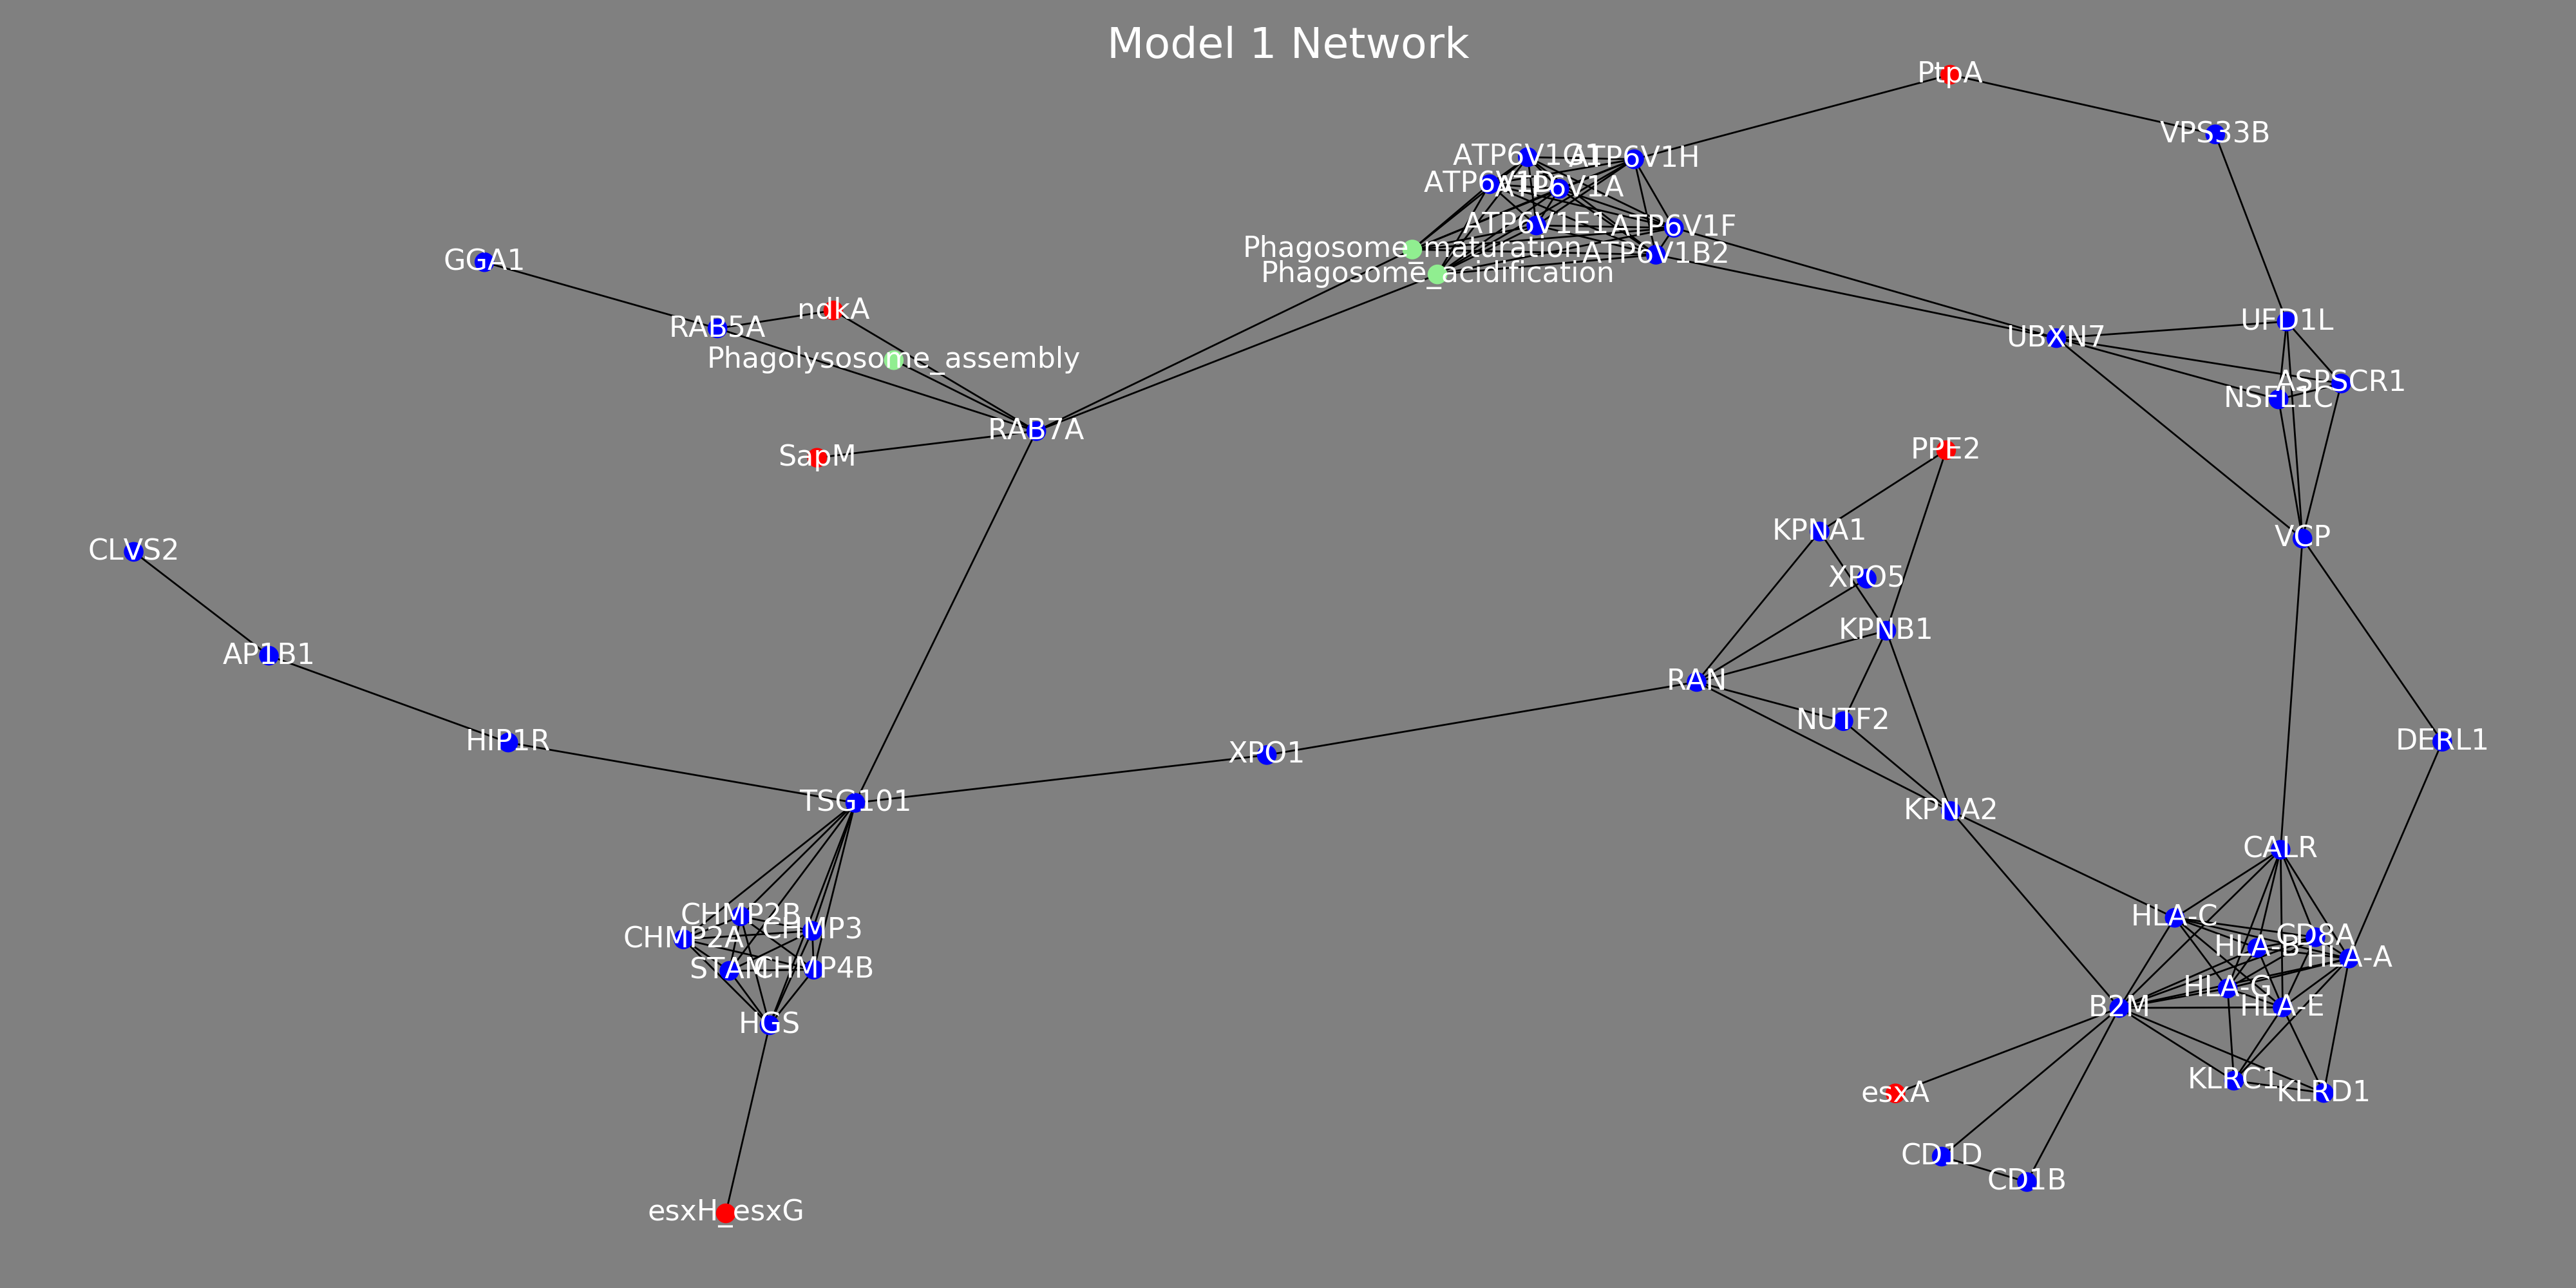 Model 1 Network
PtpA
VPS33B
ATP6V1G1
ATP6V1H
ATP6V1D
ATP6V1A
ATP6V1E1
ATP6V1F
Phagosome_maturation
ATP6V1B2
Phagosome_acidification
GGA1
ndkA
RAB5A
UFD1L
UBXN7
Phagolysosome_assembly
ASPSCR1
NSFL1C
RAB7A
SapM
PPE2
KPNA1
VCP
CLVS2
XPO5
KPNB1
AP1B1
RAN
NUTF2
HIP1R
DERL1
XPO1
TSG101
KPNA2
CALR
CHMP2B
HLA-C
CHMP3
CHMP2A
CD8A
HLA-B
HLA-A
STAM
CHMP4B
HLA-G
B2M
HLA-E
HGS
KLRC1
esxA
KLRD1
CD1D
CD1B
esxH_esxG